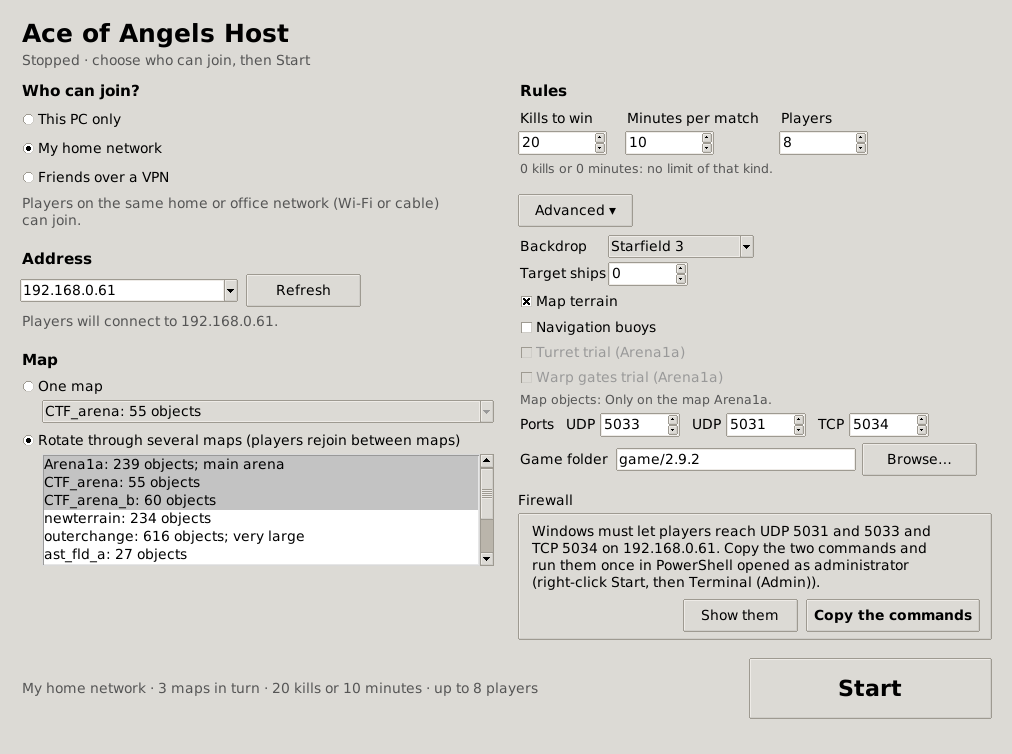 Ace of Angels Host
Stopped · choose who can join, then Start
Who can join?
This PC only
My home network
Friends over a VPN
Players on the same home or office network (Wi-Fi or cable)
can join.
Address
192.168.0.61
Refresh
Players will connect to 192.168.0.61.
Map
One map
CTF_arena: 55 objects
Rotate through several maps (players rejoin between maps)
Arena1a: 239 objects; main arena
CTF_arena: 55 objects
CTF_arena_b: 60 objects
newterrain: 234 objects
outerchange: 616 objects; very large
ast_fld_a: 27 objects
Rules
Kills to win Minutes per match Players
20 10 8
0 kills or 0 minutes: no limit of that kind.
Advanced ▾
Backdrop Starfield 3
Target ships 0
Map terrain
Navigation buoys
Turret trial (Arena1a)
Warp gates trial (Arena1a)
Map objects: Only on the map Arena1a.
Ports UDP 5033 UDP 5031 TCP 5034
Game folder game/2.9.2 Browse...
Firewall
Windows must let players reach UDP 5031 and 5033 and
TCP 5034 on 192.168.0.61. Copy the two commands and
run them once in PowerShell opened as administrator
(right-click Start, then Terminal (Admin)).
Show them Copy the commands
My home network · 3 maps in turn · 20 kills or 10 minutes · up to 8 players
Start